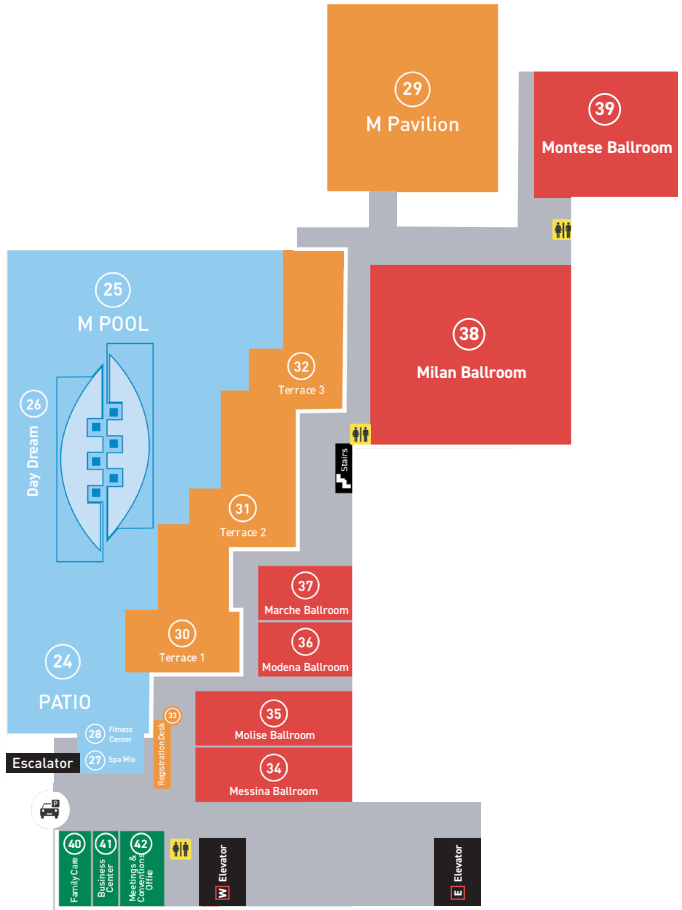 29
M Pavilion
39
Montese Ballroom
25
M POOL
38
Milan Ballroom
32
Terrace 3
26
Day Dream
Stairs
31
Terrace 2
37
Marche Ballroom
36
Modena Ballroom
30
Terrace 1
24
PATIO
35
Molise Ballroom
33
Registration Desk
28
Fitness
Center
27
Spa Mio
Escalator
34
Messina Ballroom
P
40
Family Care
41
Business
Center
42
Meetings &
Conventions
Office
W Elevator
E Elevator